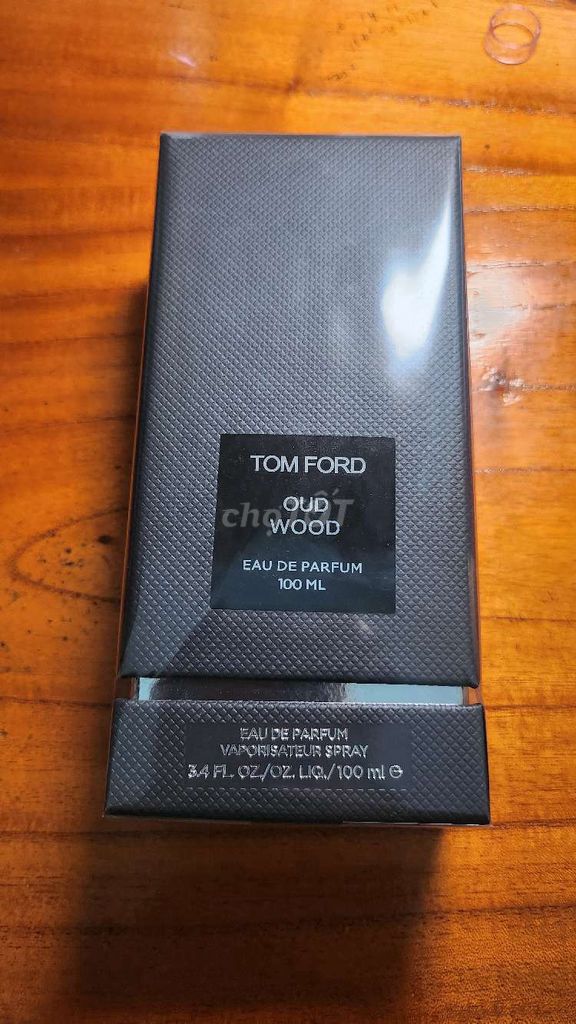 TOM FORD
OUD
chợTỐT
WOOD
EAU DE PARFUM
100 ML
EAU DE PARFUM
VAPORISATEUR SPRAY
3.4 FL. OZ./OZ. LIQ./100 ml ℮